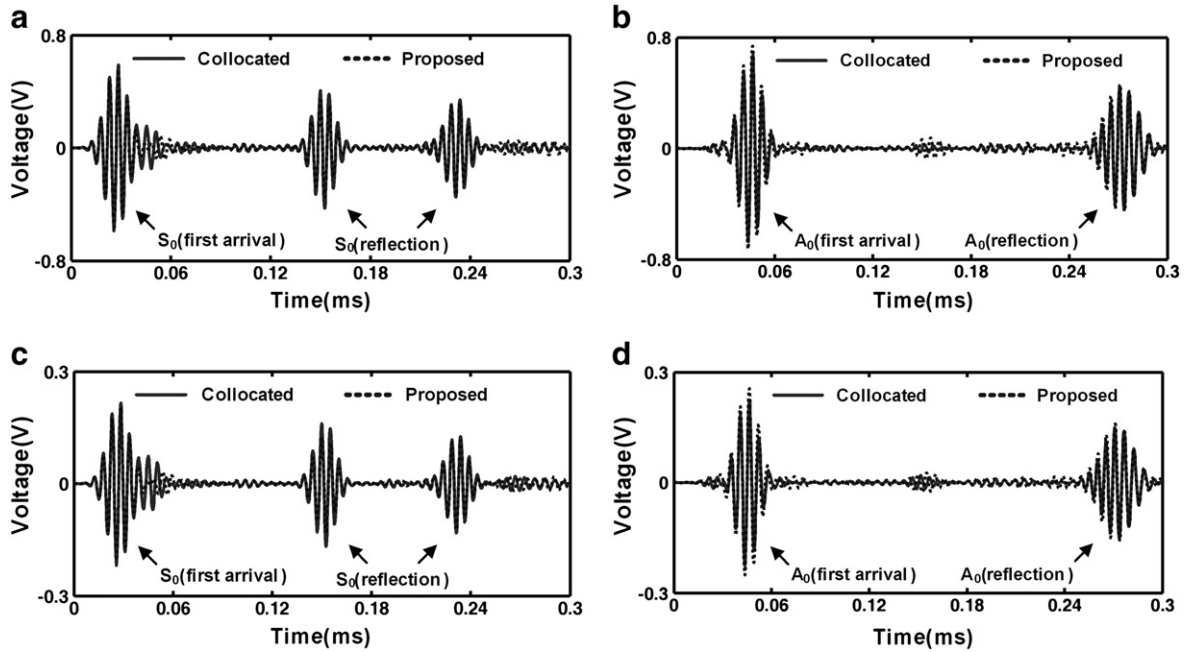 a
0.8
Collocated
Proposed
Voltage(V)
0
S₀(first arrival)
S₀(reflection)
-0.8
0
0.06
0.12
0.18
0.24
0.3
Time(ms)
b
0.8
Collocated
Proposed
Voltage(V)
0
A₀(first arrival)
A₀(reflection)
-0.8
0
0.06
0.12
0.18
0.24
0.3
Time(ms)
c
0.3
Collocated
Proposed
Voltage(V)
0
S₀(first arrival)
S₀(reflection)
-0.3
0
0.06
0.12
0.18
0.24
0.3
Time(ms)
d
0.3
Collocated
Proposed
Voltage(V)
0
A₀(first arrival)
A₀(reflection)
-0.3
0
0.06
0.12
0.18
0.24
0.3
Time(ms)